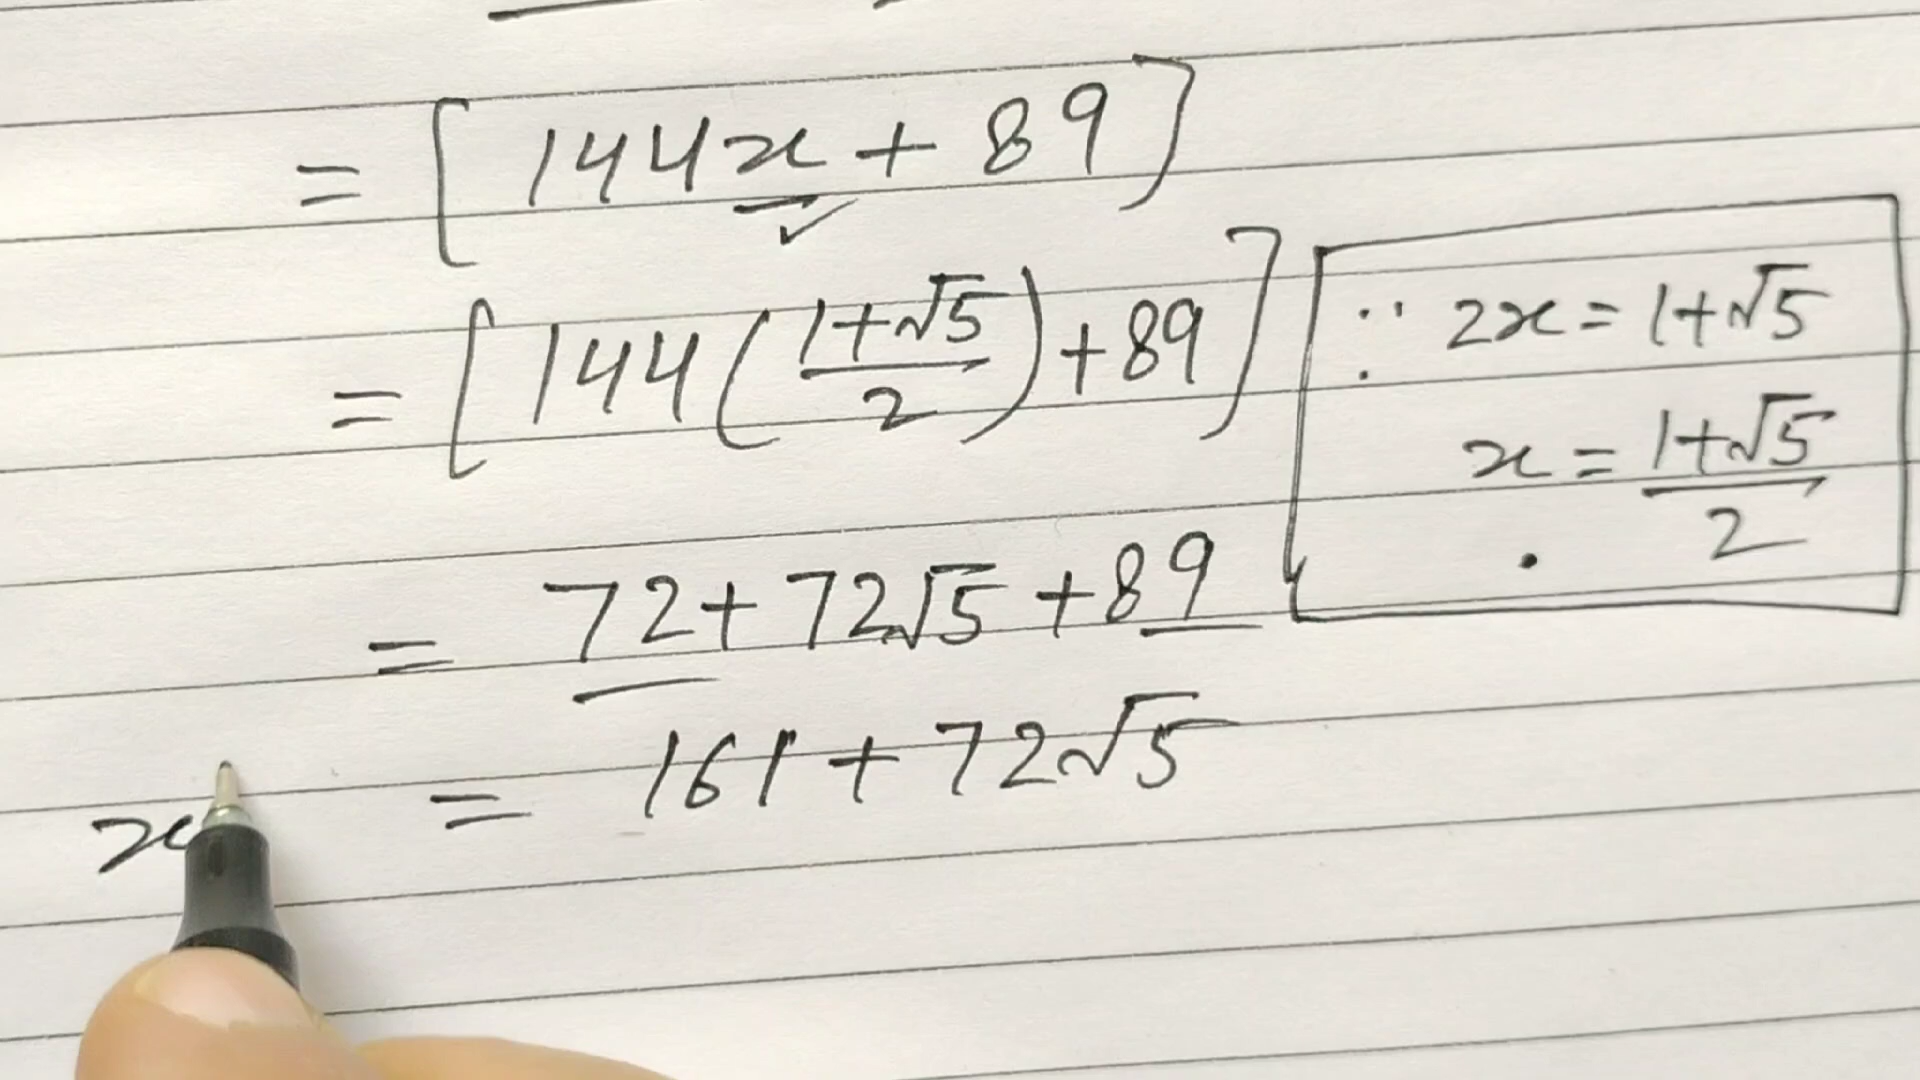 = [144x + 89]
= [144((1+√5)/2)+89]
∵ 2x = 1+√5
x = (1+√5)/2
= 72 + 72√5 + 89
x = 161 + 72√5